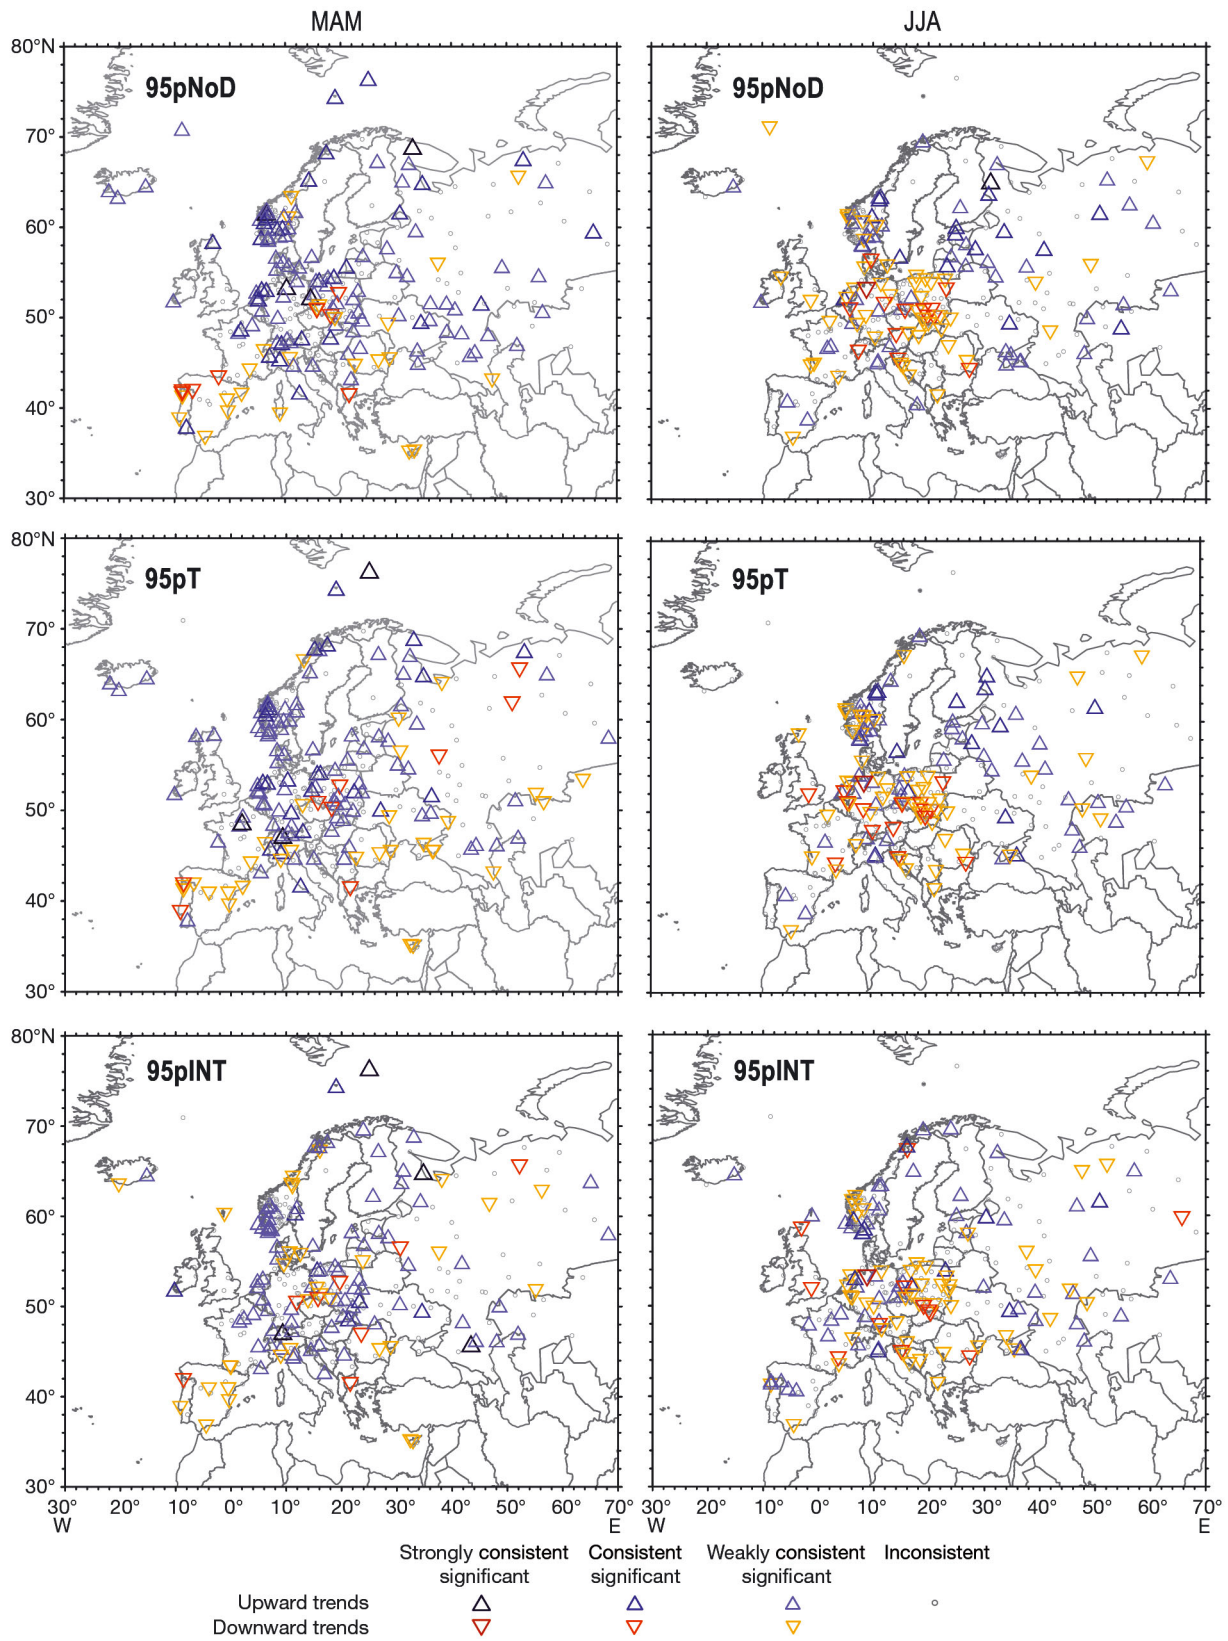 MAM JJA
80°N
95pNoD 95pNoD
70°
60°
50°
40°
30°
80°N
95pT 95pT
70°
60°
50°
40°
30°
80°N
95pINT 95pINT
70°
60°
50°
40°
30°
30° 20° 10° 0° 10° 20° 30° 40° 50° 60° 70° 30° 20° 10° 0° 10° 20° 30° 40° 50° 60° 70°
W E W E
Strongly consistent Consistent Weakly consistent Inconsistent
significant significant significant
Upward trends
Downward trends